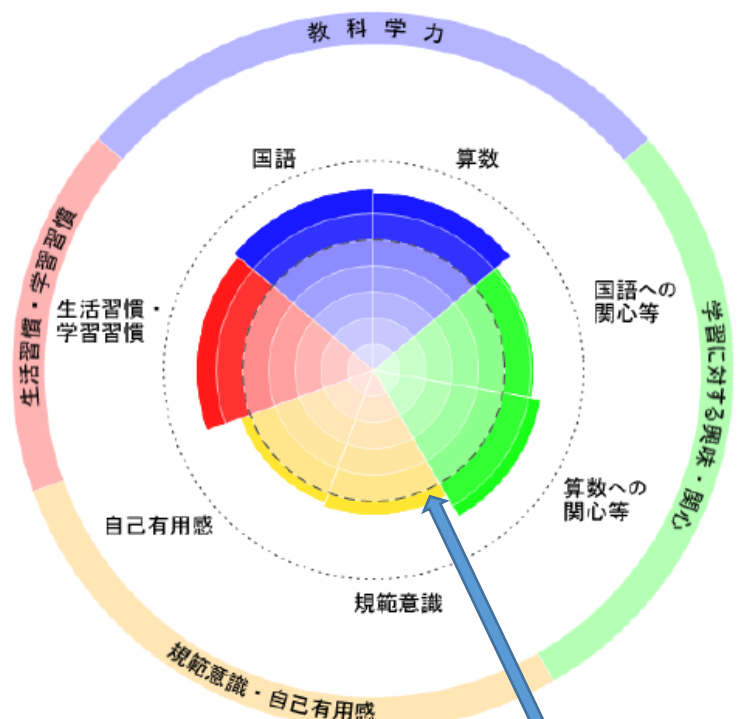 教科学力
国語
算数
国語への
関心等
学習に対する興味・関心
算数への
関心等
規範意識
規範意識・自己有用感
自己有用感
生活習慣・
学習習慣
生活習慣・学習習慣